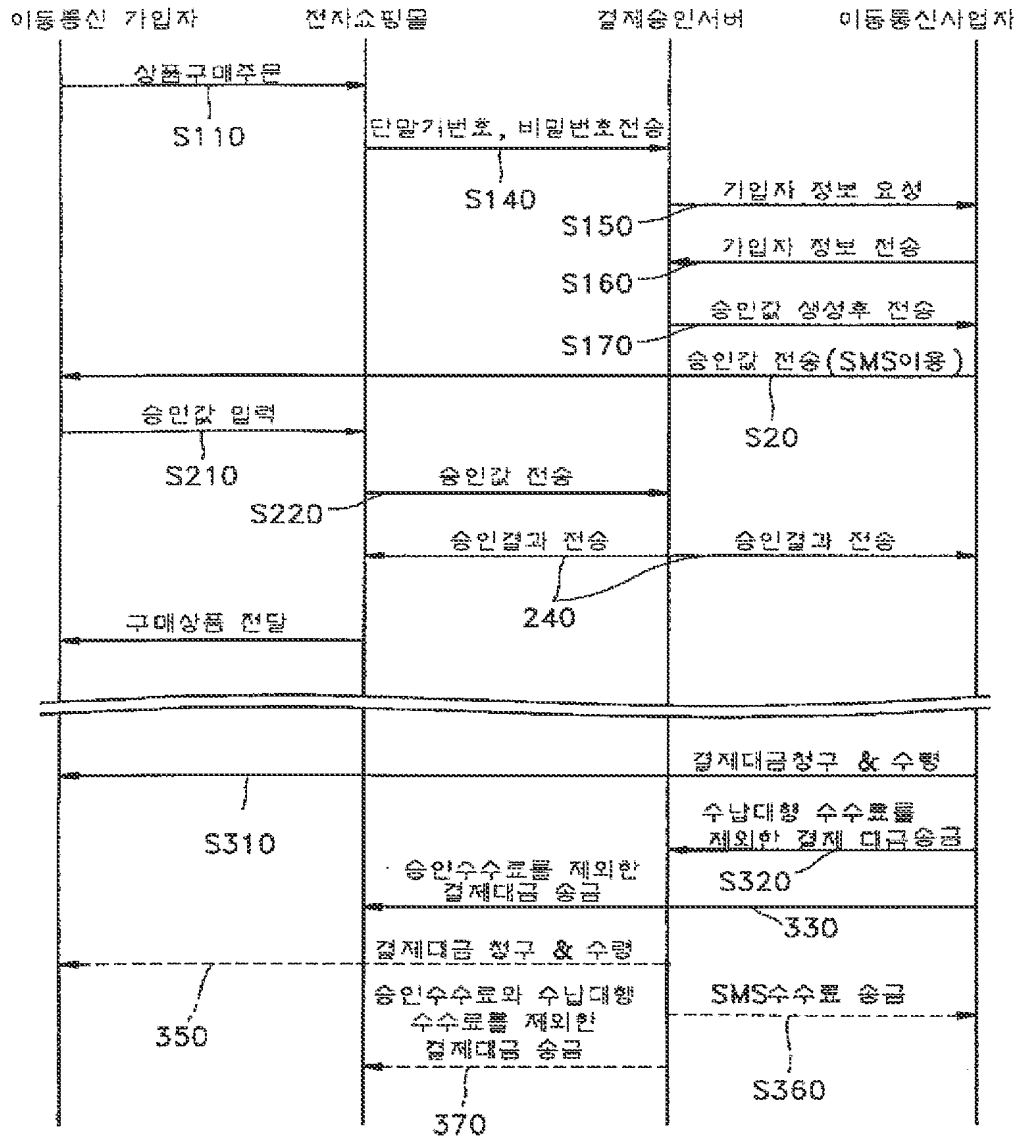 이동통신 가입자
전자쇼핑몰
결제승인서버
이동통신사업자
상품구매주문
S110
단말기번호, 비밀번호전송
S140
기입자 정보 요청
S150
가입자 정보 전송
S160
승인값 생성후 전송
S170
승인값 전송(SMS이용)
S20
승인값 입력
S210
승인값 전송
S220
승인결과 전송
승인결과 전송
240
구매상품 전달
결제대금청구 & 수령
S310
수납대행 수수료를
제외한 결제 대금송금
S320
승인수수료를 제외한
결제대금 송금
330
결제대금 청구 & 수령
350
SMS수수료 송금
S360
승인수수료와 수납대행
수수료를 제외한
결제대금 송금
370